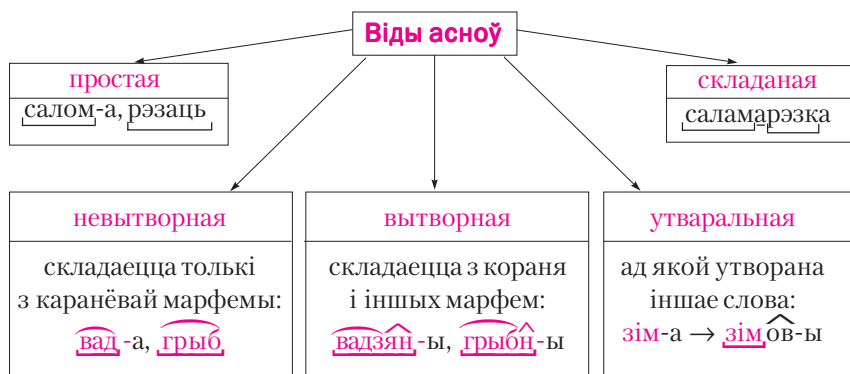 Віды асноў
простая
салом-а, рэзаць
складаная
саламарэзка
невытворная
складаецца толькі
з каранёвай марфемы:
вад-а, грыб
вытворная
складаецца з кораня
і іншых марфем:
вадзян-ы, грыбн-ы
утваральная
ад якой утворана
іншае слова:
зім-а → зімов-ы